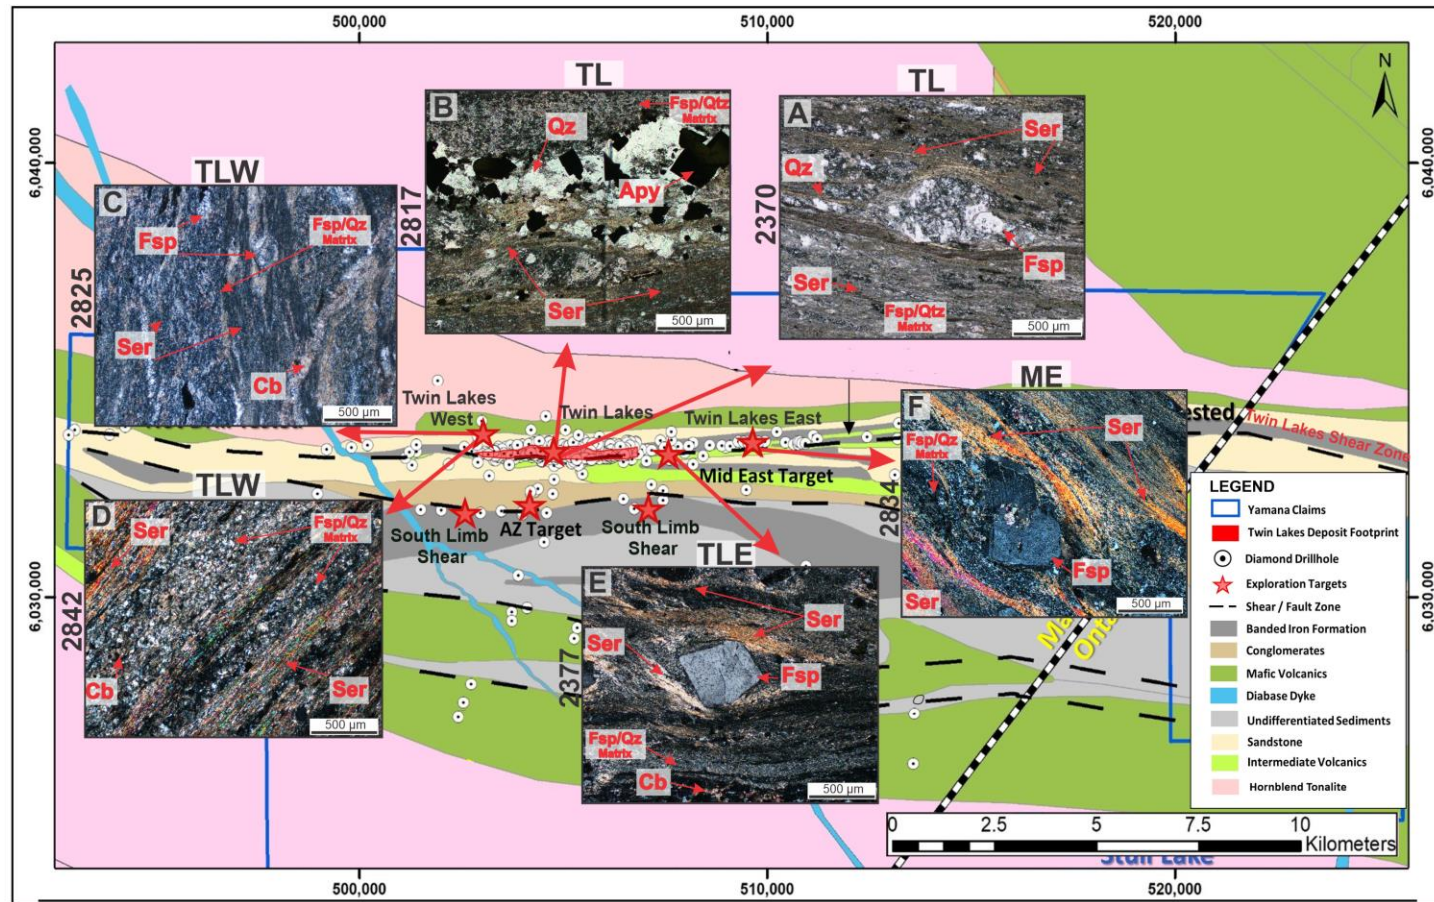 500,000
510,000
520,000
N
6,040,000
6,040,000
6,030,000
6,030,000
TL
B
Fsp/Qtz
Matrix
Qz
Apy
Ser
500 µm
2817
TL
A
Ser
Qz
Fsp
Ser
Fsp/Qtz
Matrix
500 µm
2370
TLW
C
Fsp
Fsp/Qz
Matrix
Ser
Cb
500 µm
2825
Twin Lakes
West
Twin Lakes
Twin Lakes East
Mid East Target
Twin Lakes Shear Zone
South Limb
Shear
AZ Target
South Limb
Shear
ME
F
Fsp/Qz
Matrix
Ser
Fsp
Ser
500 µm
2834
TLW
D
Ser
Fsp/Qz
Matrix
Cb
Ser
500 µm
2842
TLE
E
Ser
Ser
Fsp
Fsp/Qz
Matrix
Cb
500 µm
2377
LEGEND
Yamana Claims
Twin Lakes Deposit Footprint
Diamond Drillhole
Exploration Targets
Shear / Fault Zone
Banded Iron Formation
Conglomerates
Mafic Volcanics
Diabase Dyke
Undifferentiated Sediments
Sandstone
Intermediate Volcanics
Hornblend Tonalite
0 2.5 5 7.5 10
Kilometers
500,000
510,000
520,000